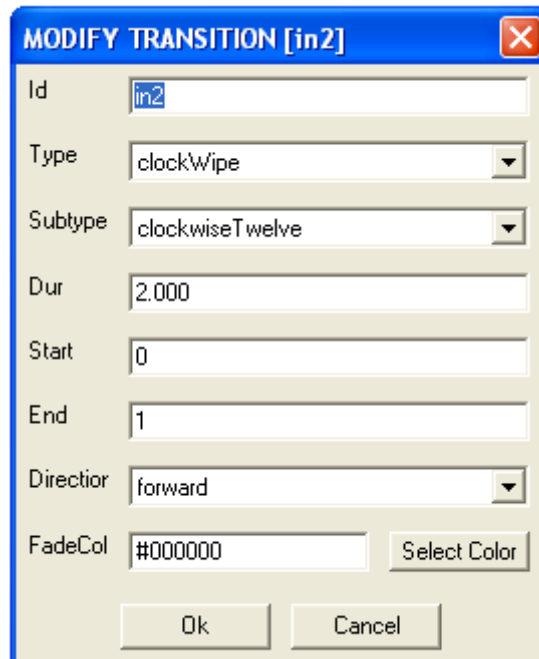 MODIFY TRANSITION [in2]
Id in2
Type clockWipe
Subtype clockwiseTwelve
Dur 2.000
Start 0
End 1
Directior forward
FadeCol #000000 Select Color
Ok Cancel